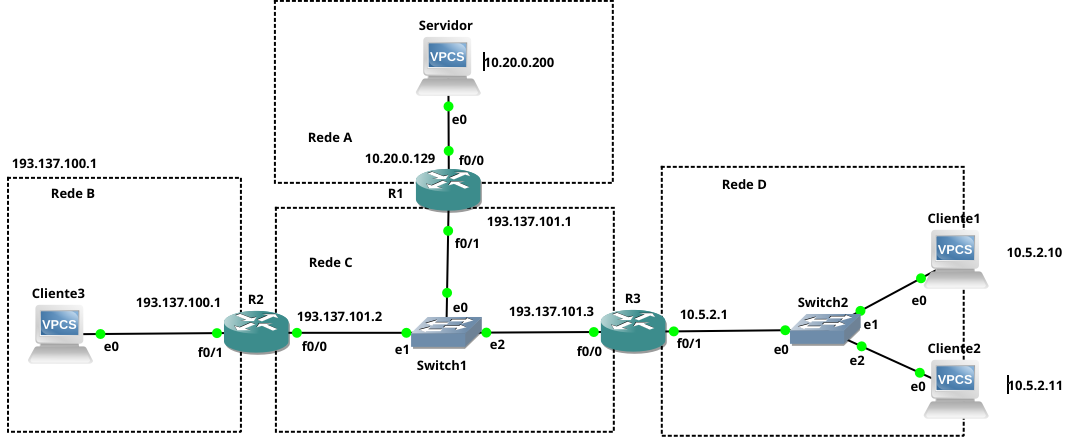 Servidor
VPCS
10.20.0.200
e0
Rede A
10.20.0.129
f0/0
R1
193.137.100.1
Rede B
Cliente3
VPCS
e0
193.137.100.1
R2
f0/1
193.137.101.1
f0/1
Rede C
193.137.101.2
f0/0
e0
e1
e2
Switch1
193.137.101.3
R3
f0/0
Rede D
10.5.2.1
f0/1
Switch2
e0
e1
e2
Cliente1
VPCS
10.5.2.10
e0
Cliente2
VPCS
10.5.2.11
e0